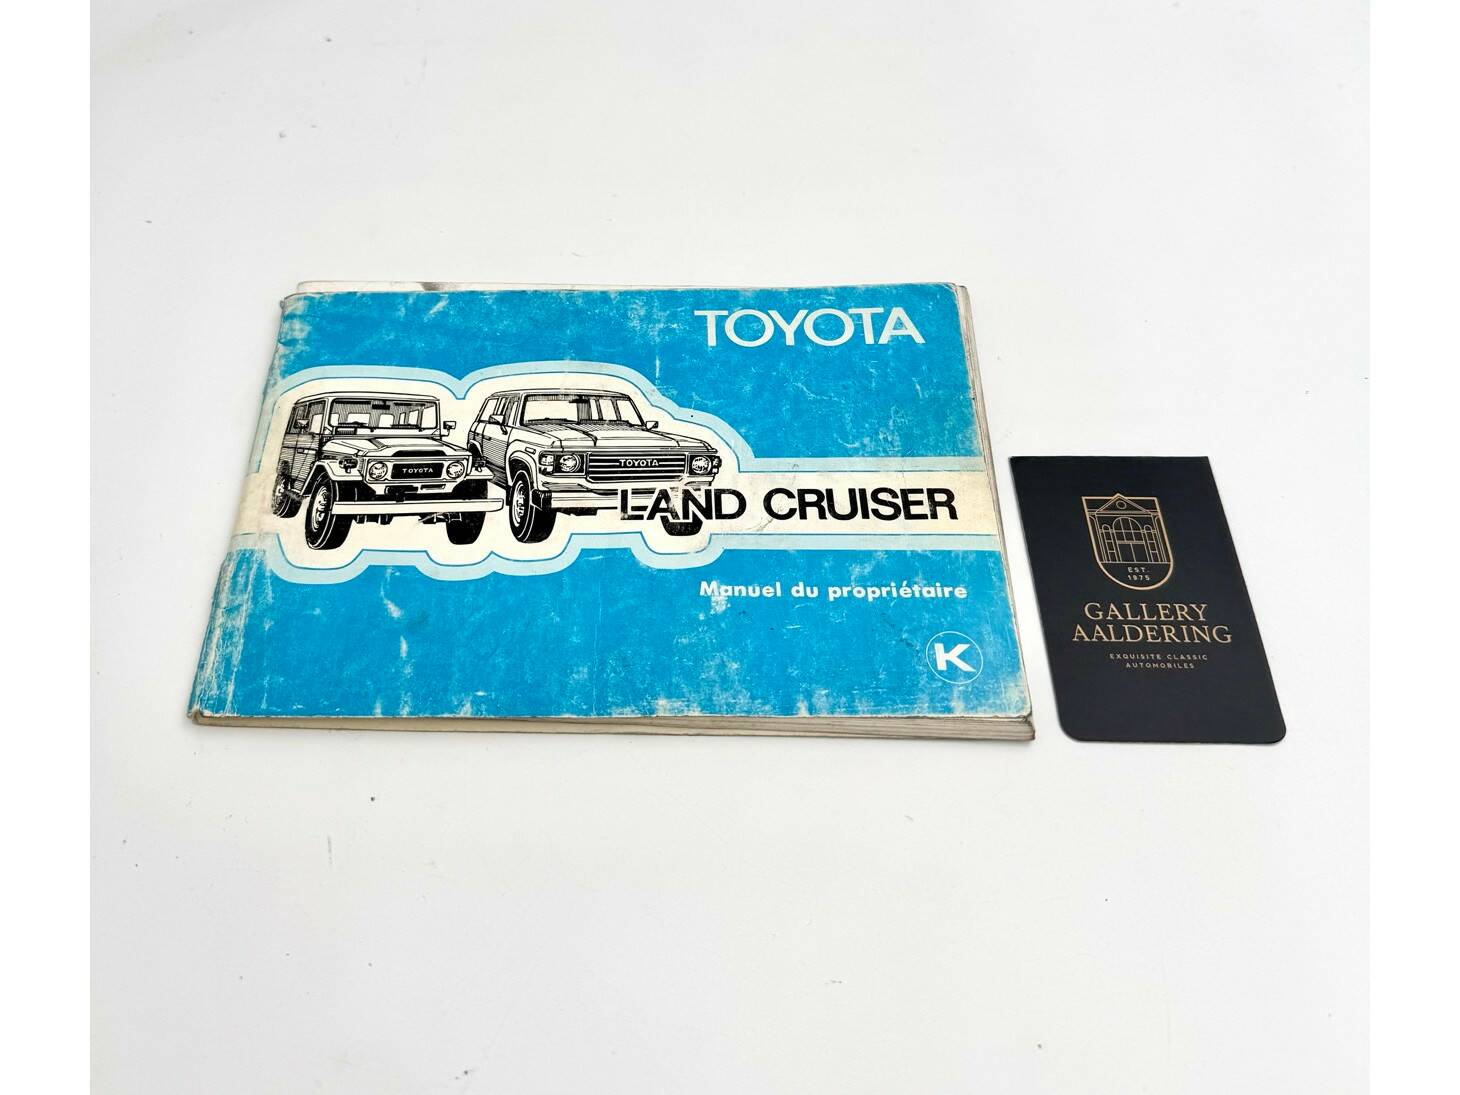 TOYOTA
TOYOTA
TOYOTA
LAND CRUISER
Manuel du propriétaire
K
EST.
1975
GALLERY
AALDERING
EXQUISITE CLASSIC
AUTOMOBILES